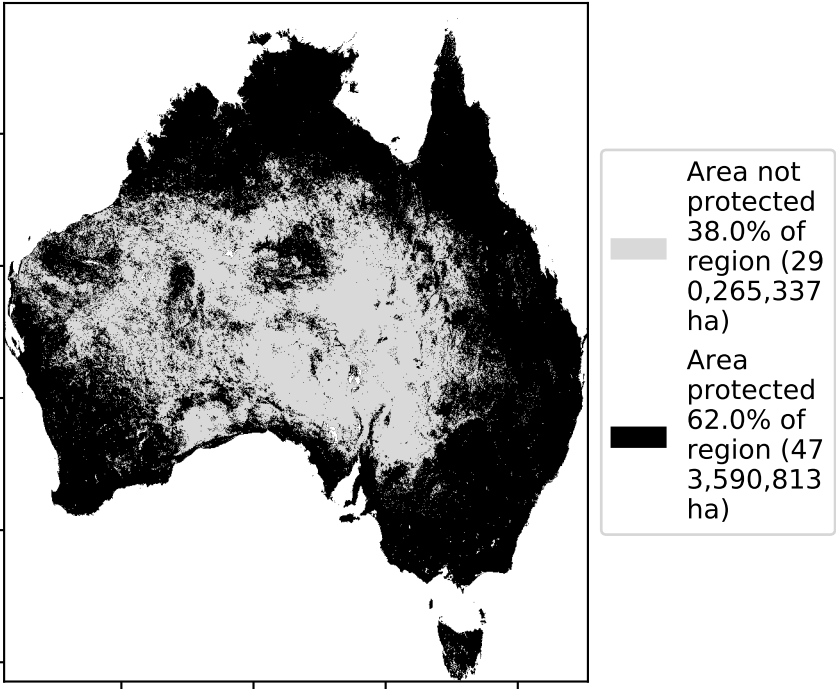 Area not
protected
38.0% of
region (29
0,265,337
ha)
Area
protected
62.0% of
region (47
3,590,813
ha)